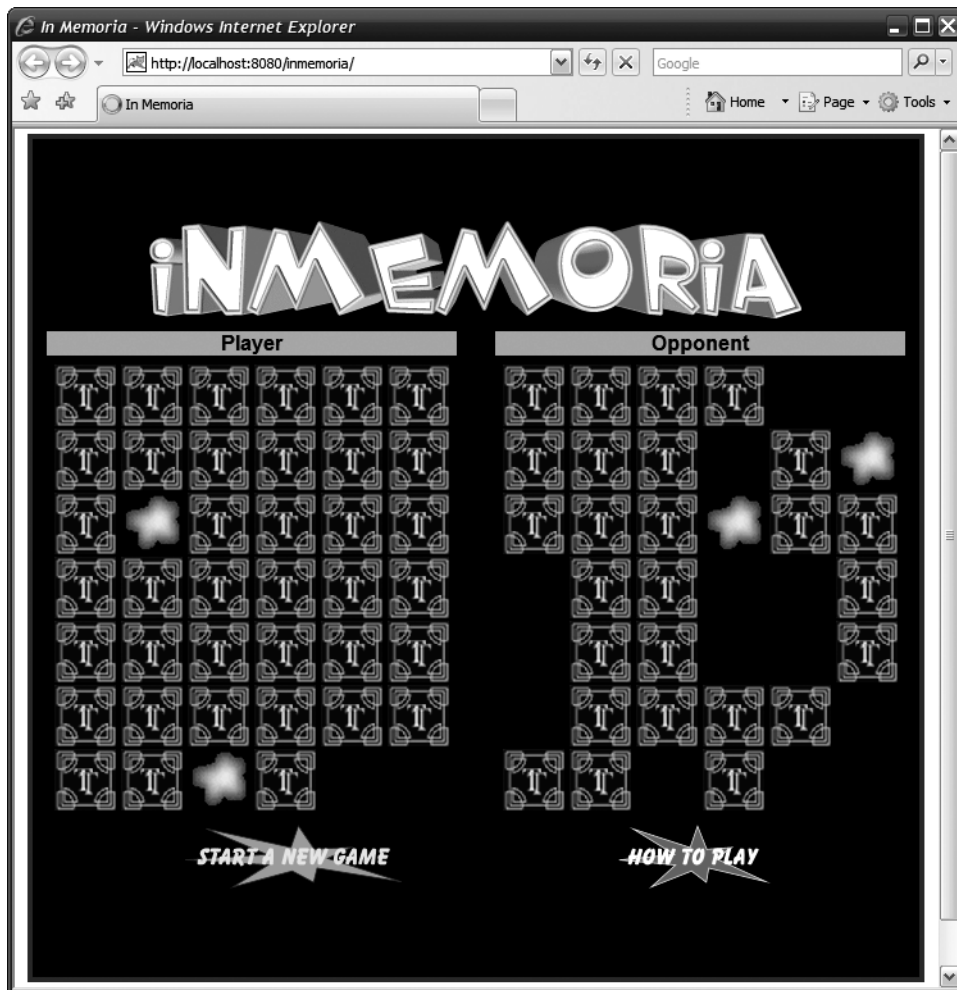 In Memoria - Windows Internet Explorer
http://localhost:8080/inmemoria/
Google
In Memoria
Home
Page
Tools
iNMEMORiA
Player
Opponent
T T T T T T
T T T T
T T T T T T
T T T T
T T T T T
T T T T T
T T T T T T
T T T
T T T T T T
T T T
T T T T T T
T T T T
T T T
T T T
START A NEW GAME
HOW TO PLAY